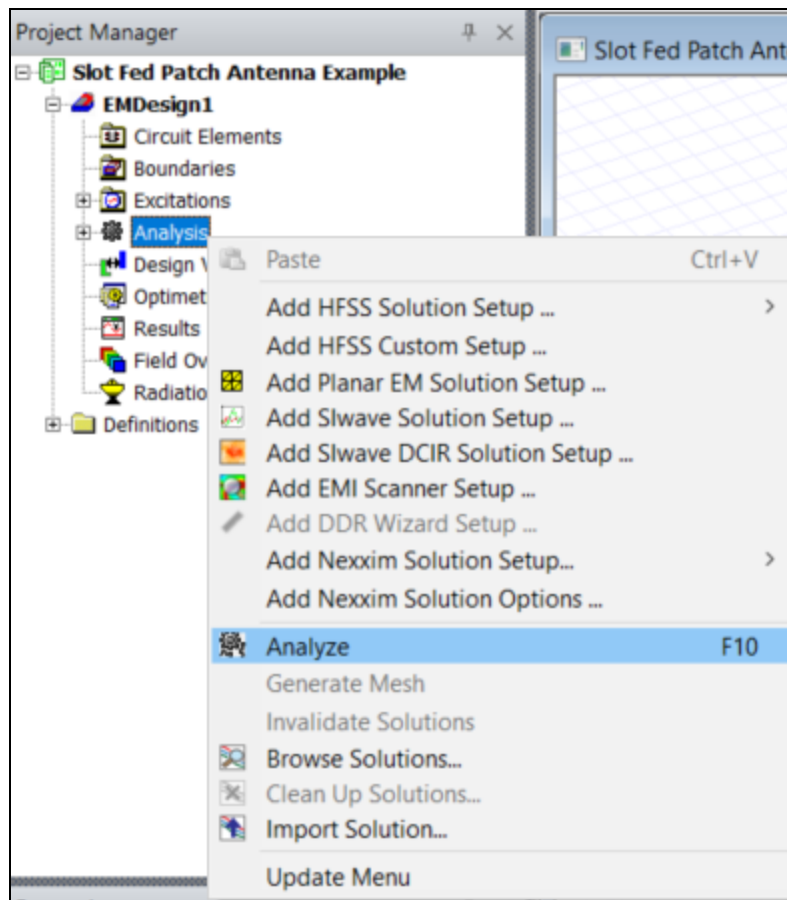 Project Manager
Slot Fed Patch Ant
Slot Fed Patch Antenna Example
EMDesign1
Circuit Elements
Boundaries
Excitations
Analysis
Design V
Optimet
Results
Field Ov
Radiatio
Definitions
Paste Ctrl+V
Add HFSS Solution Setup ...
Add HFSS Custom Setup ...
Add Planar EM Solution Setup ...
Add SIwave Solution Setup ...
Add SIwave DCIR Solution Setup ...
Add EMI Scanner Setup ...
Add DDR Wizard Setup ...
Add Nexxim Solution Setup...
Add Nexxim Solution Options ...
Analyze F10
Generate Mesh
Invalidate Solutions
Browse Solutions...
Clean Up Solutions...
Import Solution...
Update Menu